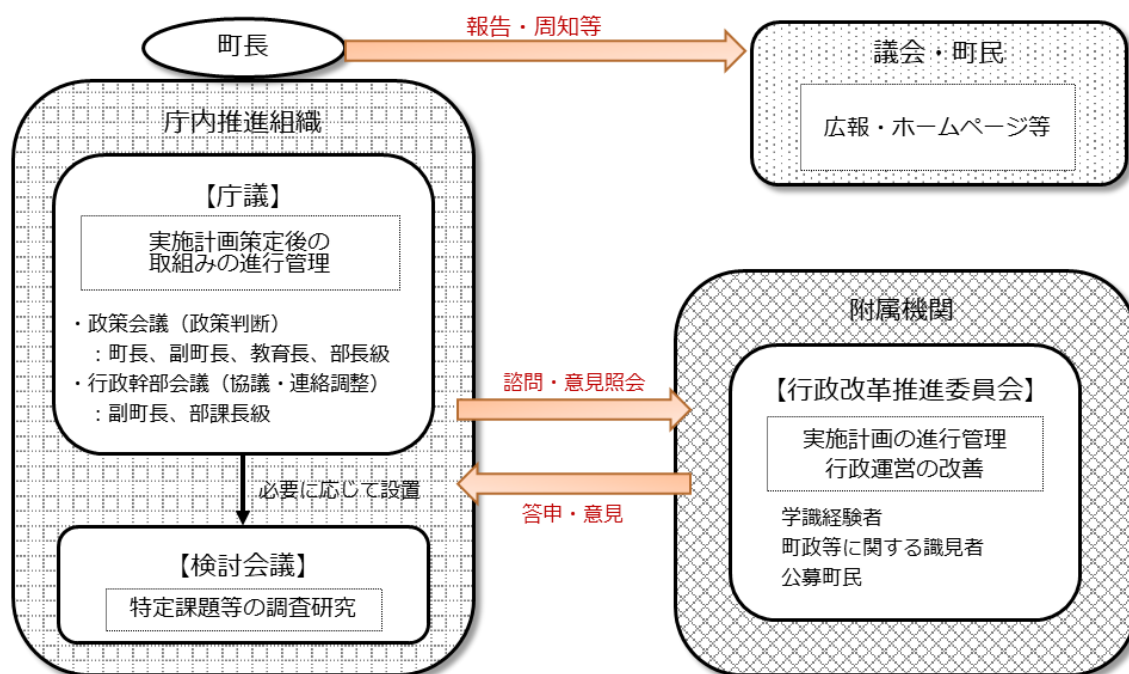 町長
報告・周知等
議会・町民
広報・ホームページ等
庁内推進組織
【庁議】
実施計画策定後の
取組みの進行管理
・政策会議（政策判断）
：町長、副町長、教育長、部長級
・行政幹部会議（協議・連絡調整）
：副町長、部課長級
必要に応じて設置
【検討会議】
特定課題等の調査研究
諮問・意見照会
答申・意見
附属機関
【行政改革推進委員会】
実施計画の進行管理
行政運営の改善
学識経験者
町政等に関する識見者
公募町民